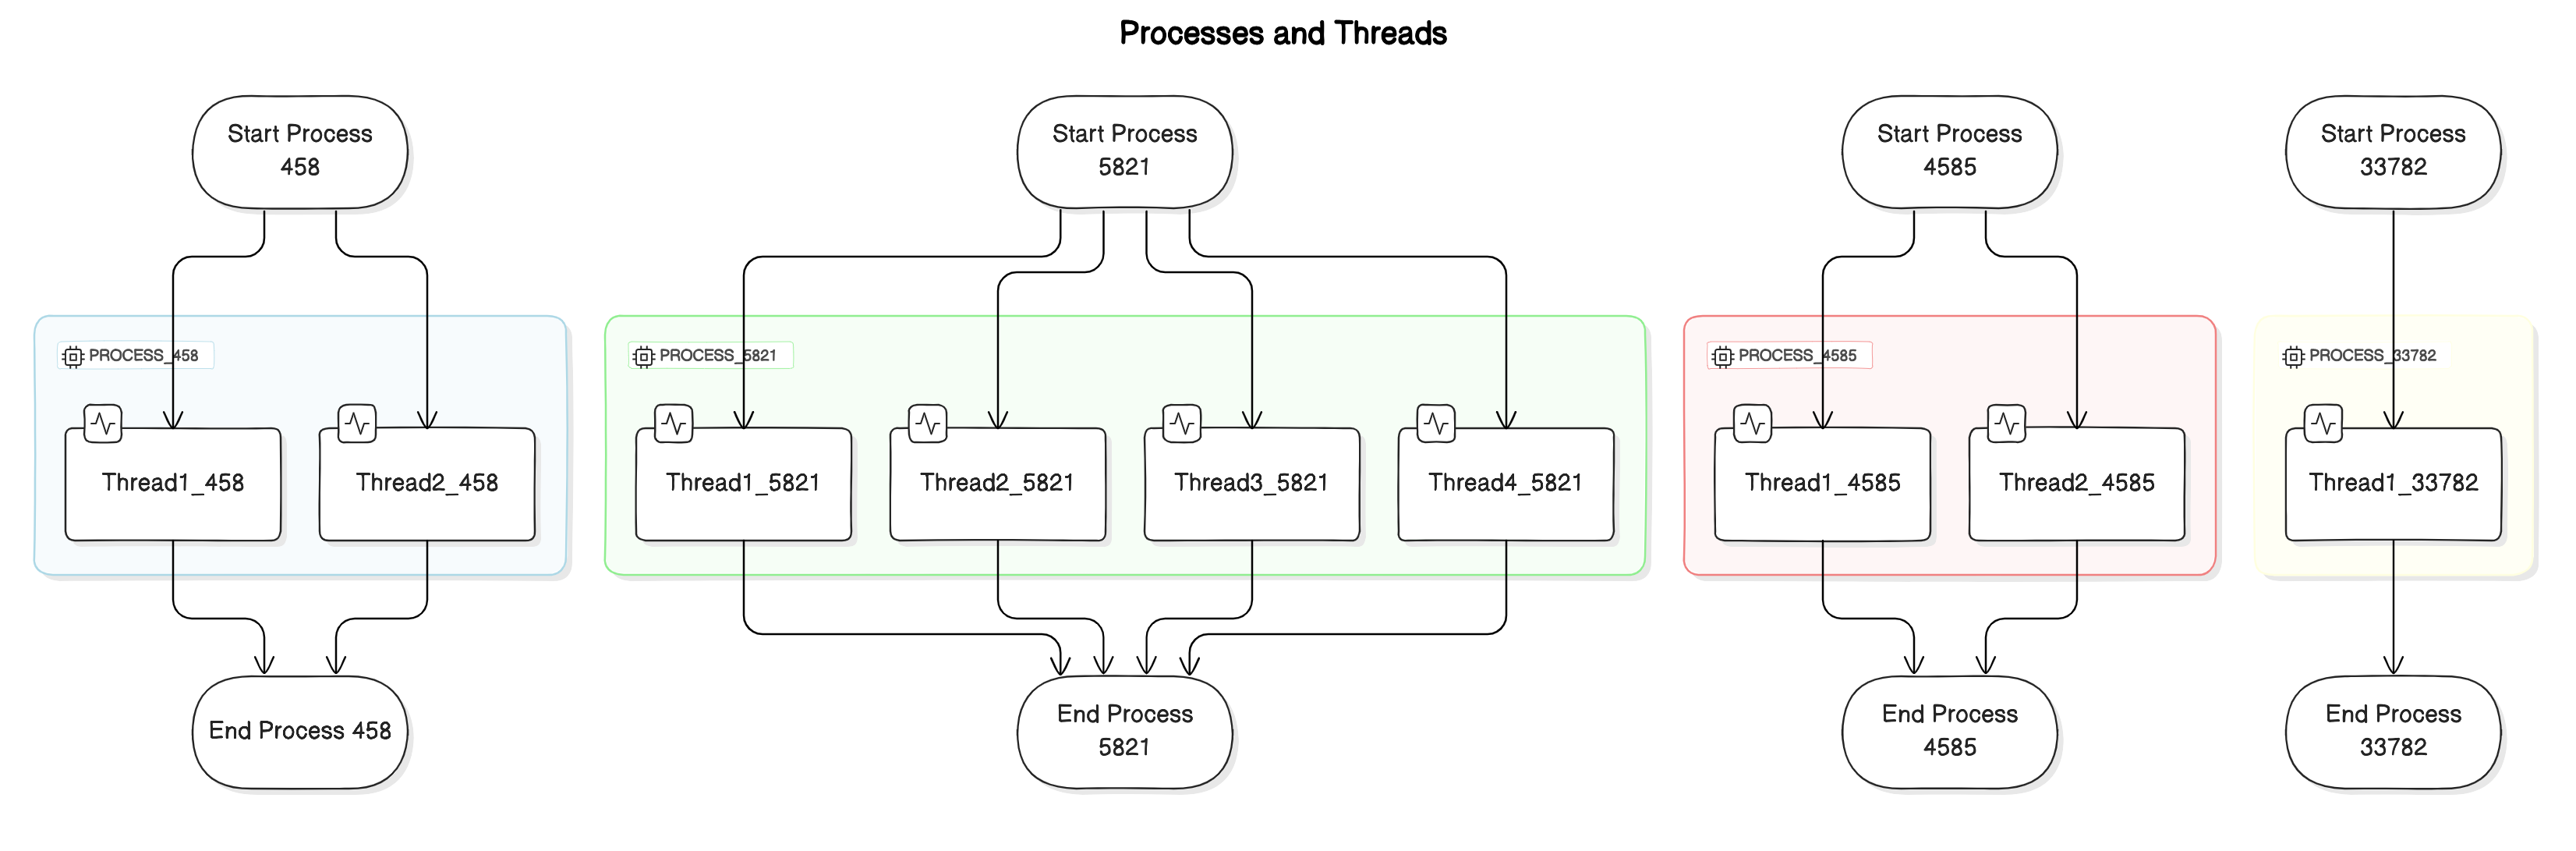 Processes and Threads
Start Process
458
Start Process
5821
Start Process
4585
Start Process
33782
PROCESS_458
PROCESS_5821
PROCESS_4585
PROCESS_33782
Thread1_458
Thread2_458
Thread1_5821
Thread2_5821
Thread3_5821
Thread4_5821
Thread1_4585
Thread2_4585
Thread1_33782
End Process 458
End Process
5821
End Process
4585
End Process
33782